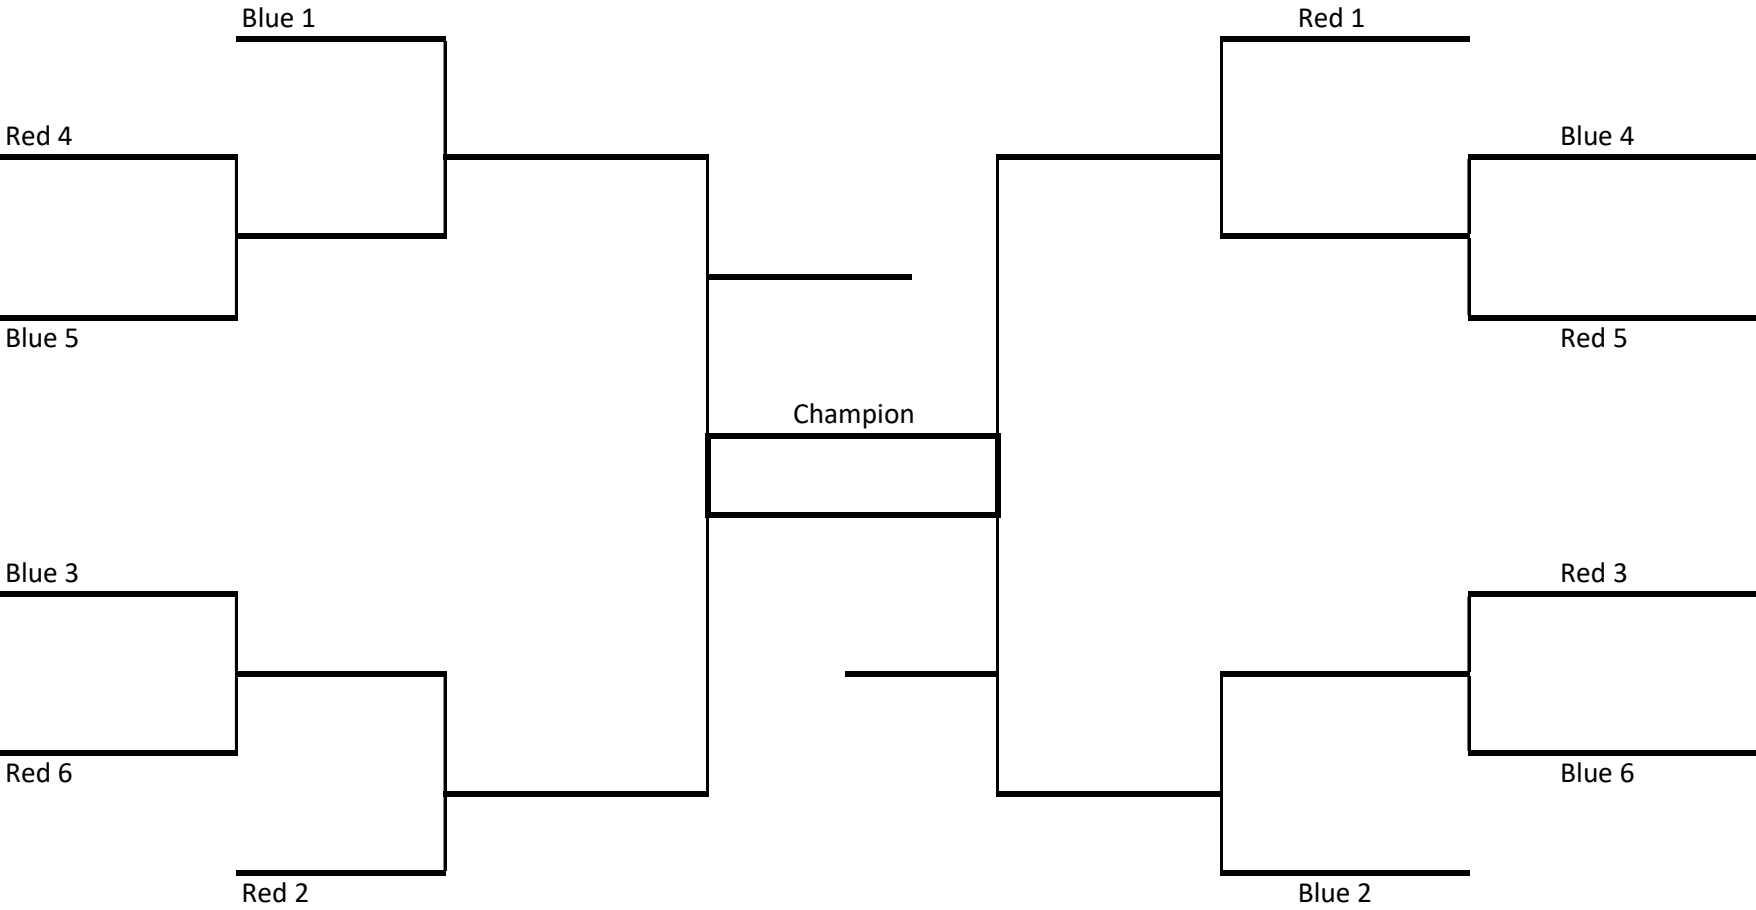 Blue 1
Red 1
Red 4
Blue 4
Blue 5
Red 5
Champion
Blue 3
Red 3
Red 6
Blue 6
Red 2
Blue 2